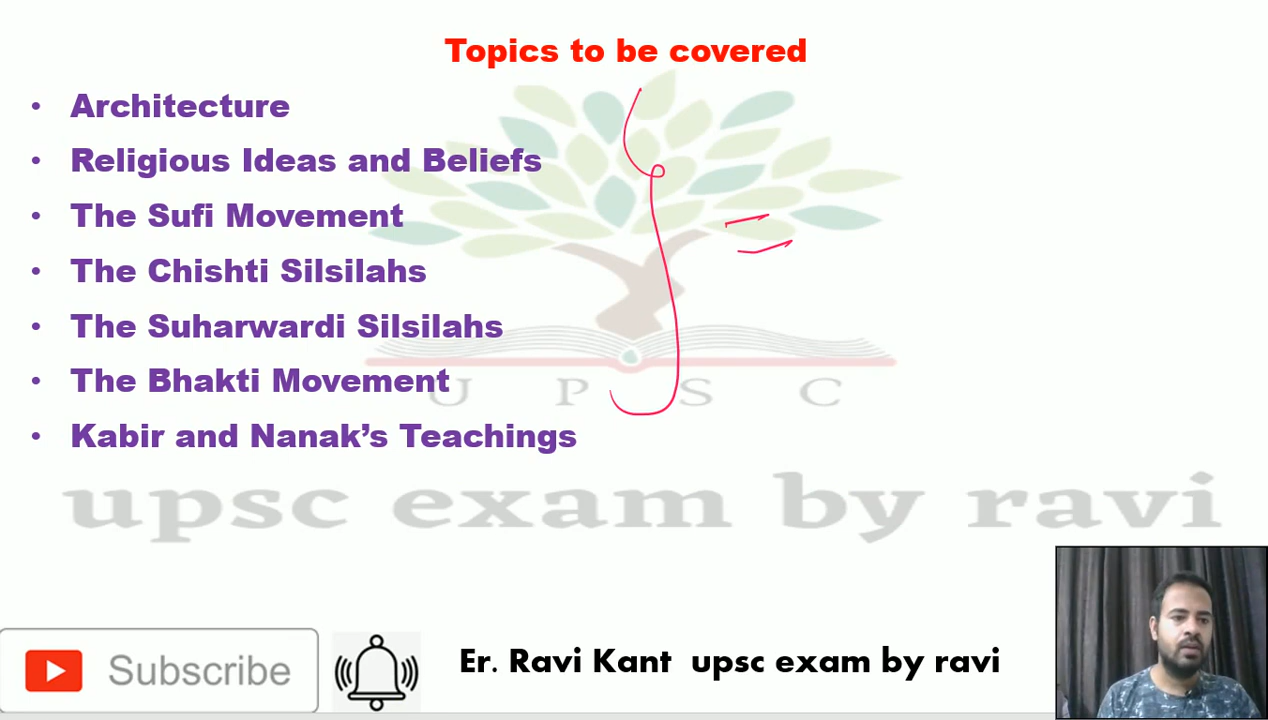 Topics to be covered
• Architecture
• Religious Ideas and Beliefs
• The Sufi Movement
• The Chishti Silsilahs
• The Suharwardi Silsilahs
• The Bhakti Movement
U P S C
• Kabir and Nanak’s Teachings
upsc exam by ravi
Subscribe
Er. Ravi Kant upsc exam by ravi